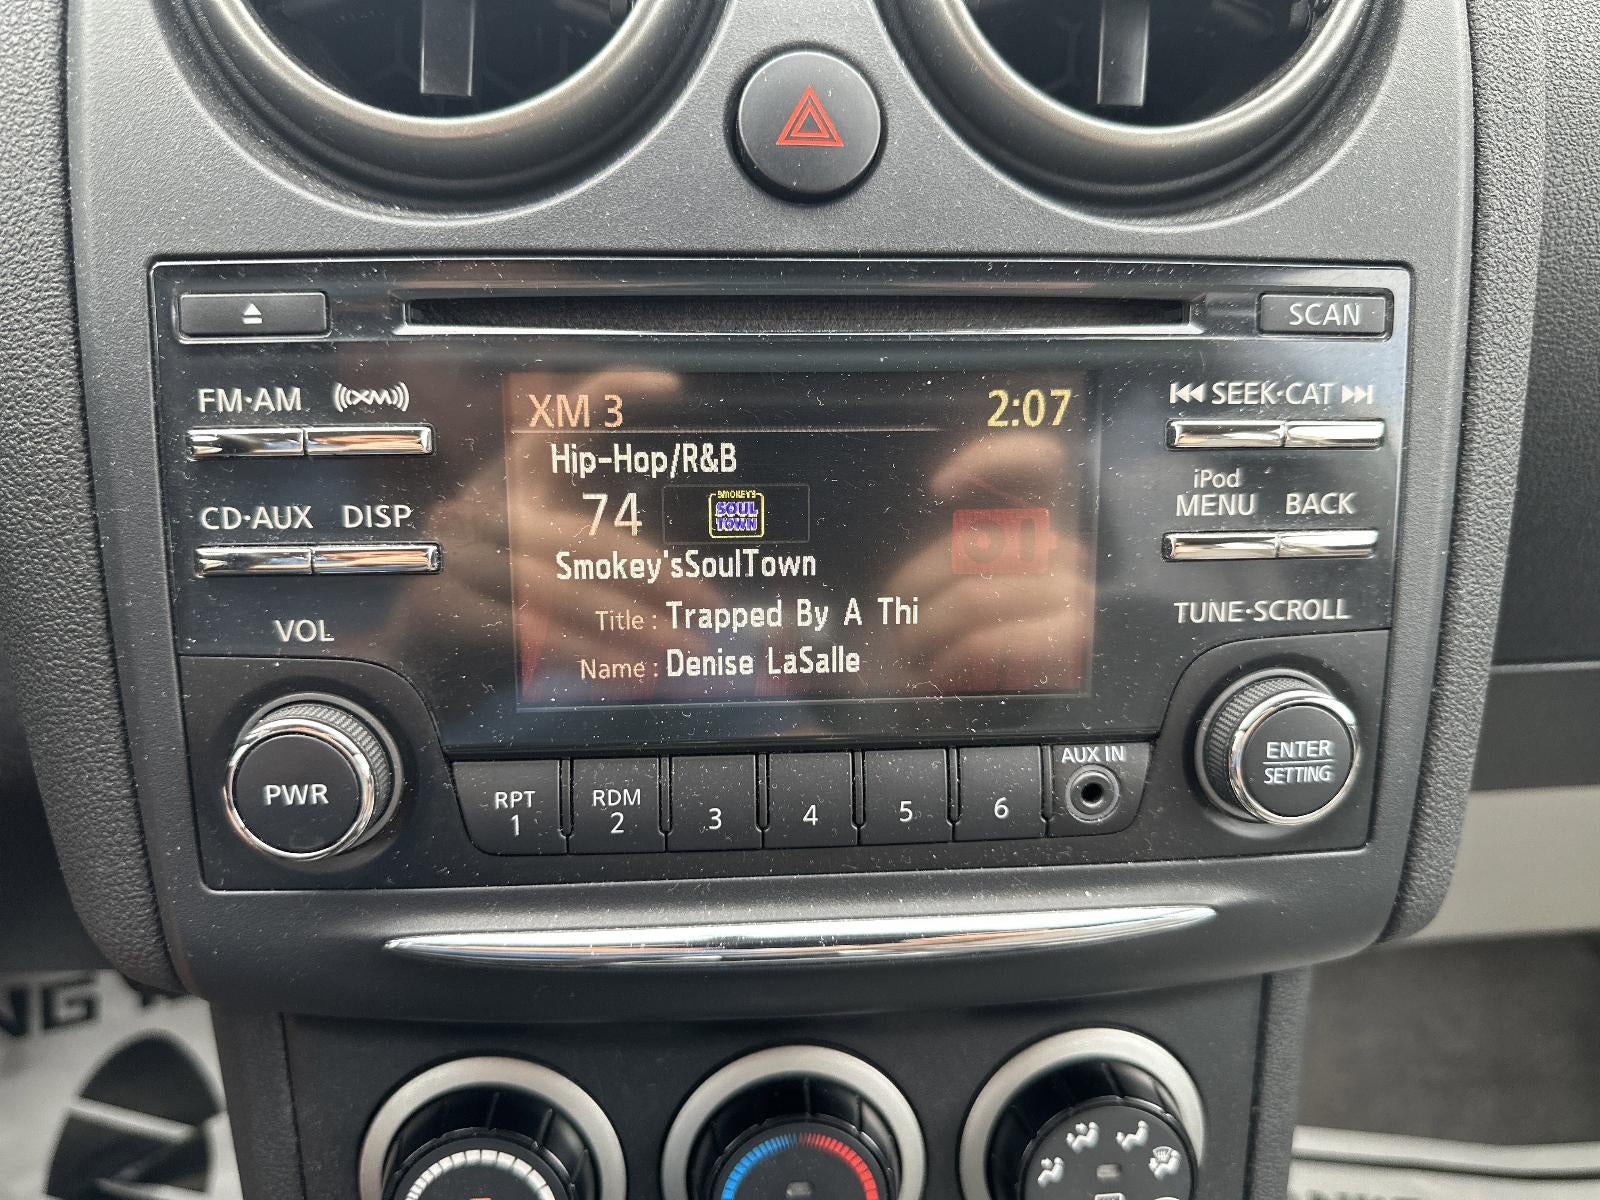 SCAN
FM·AM
((XM))
SEEK·CAT
XM 3
2:07
Hip-Hop/R&B
74
SMOKEY'S
SOUL
TOWN
iPod
MENU
BACK
CD·AUX
DISP
Smokey'sSoulTown
Title : Trapped By A Thi
Name : Denise LaSalle
VOL
TUNE·SCROLL
PWR
RPT
1
RDM
2
3
4
5
6
AUX IN
ENTER
SETTING